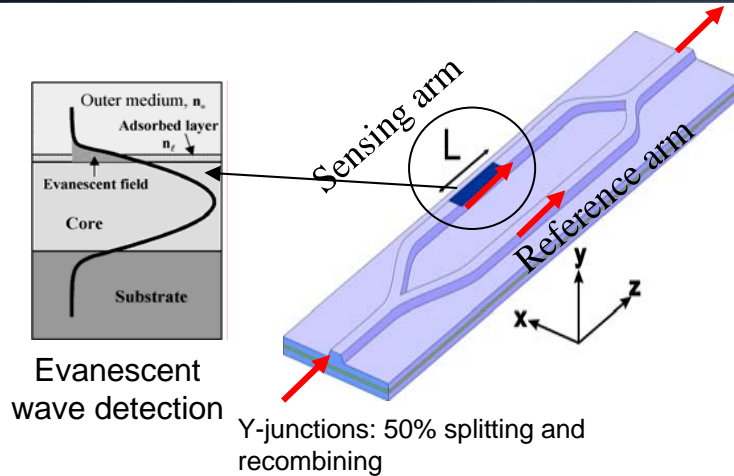 Outer medium, nₒ
Adsorbed layer
n_ℓ
Evanescent field
Core
Substrate
Evanescent
wave detection
Sensing arm
L
Reference arm
y
z
x
Y-junctions: 50% splitting and
recombining